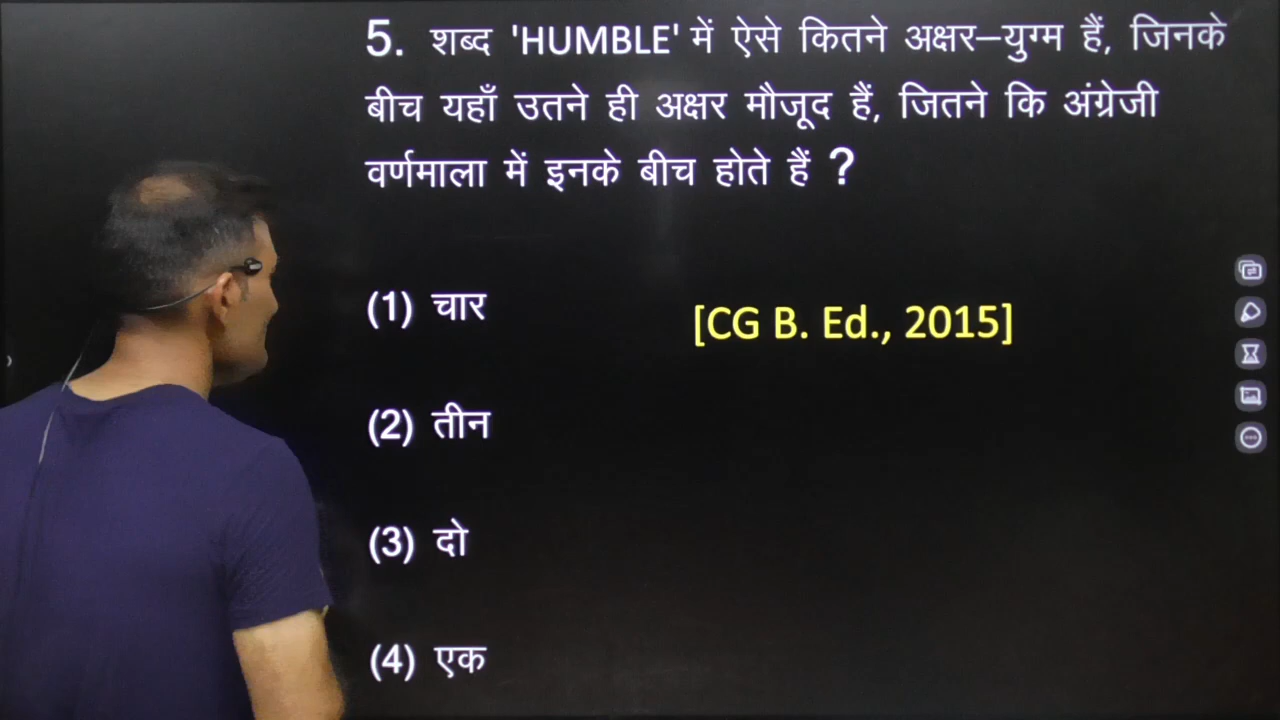 5. शब्द 'HUMBLE' में ऐसे कितने अक्षर–युग्म हैं, जिनके
बीच यहाँ उतने ही अक्षर मौजूद हैं, जितने कि अंग्रेजी
वर्णमाला में इनके बीच होते हैं ?
(1) चार
[CG B. Ed., 2015]
(2) तीन
(3) दो
(4) एक